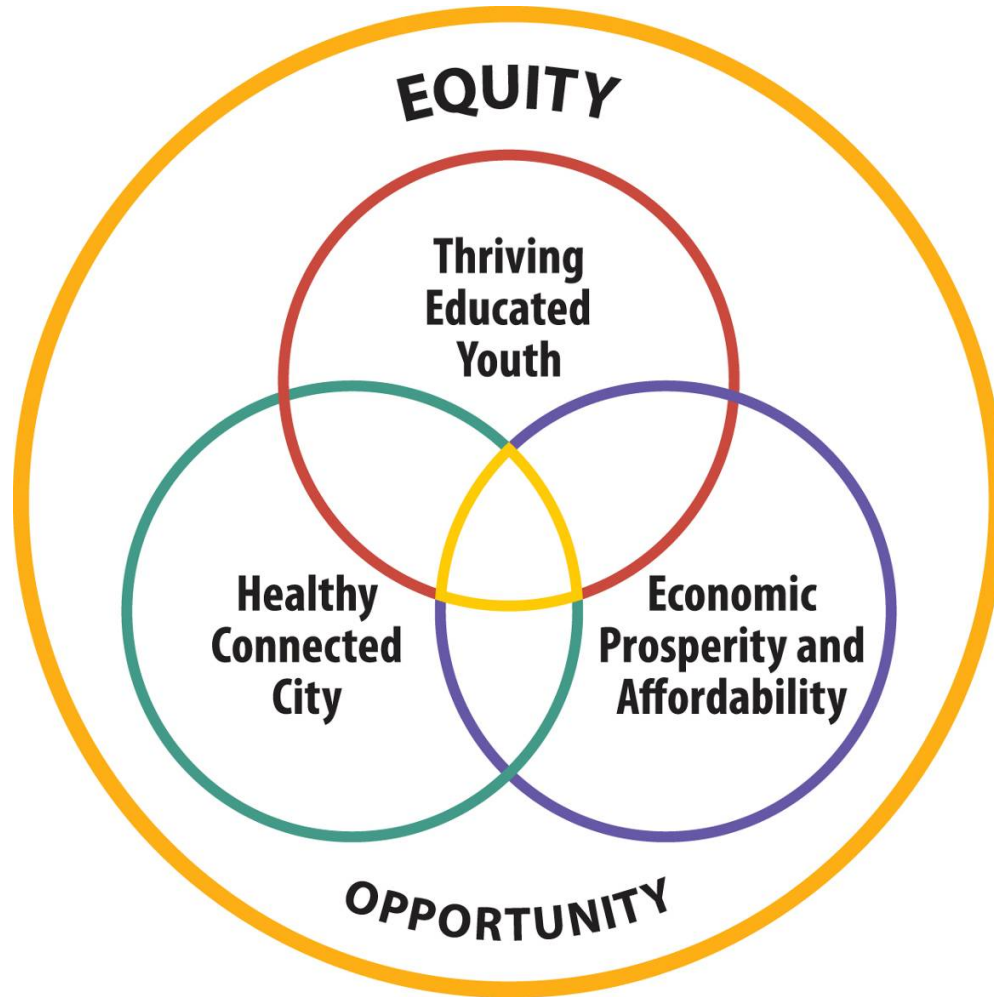 EQUITY
Thriving
Educated
Youth
Healthy
Connected
City
Economic
Prosperity and
Affordability
OPPORTUNITY